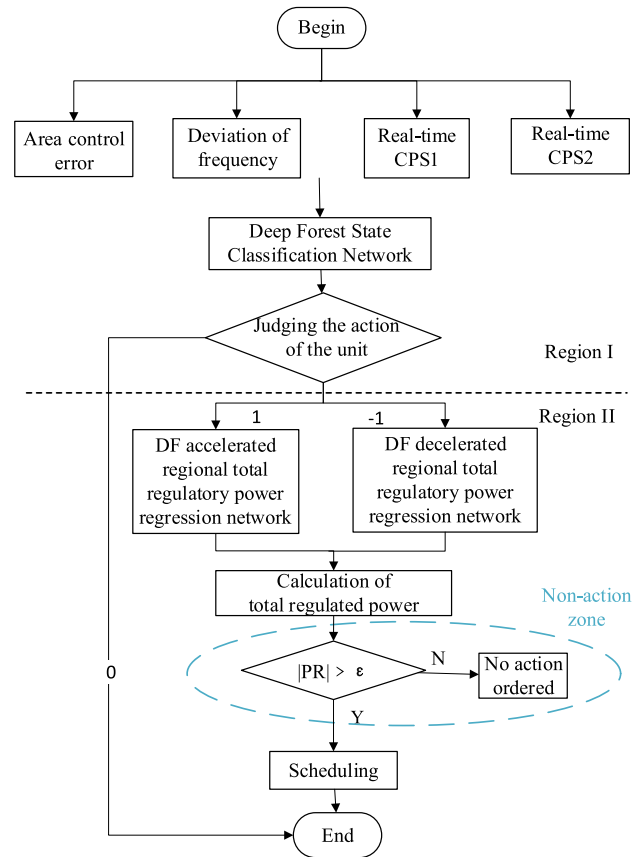 Begin
Area control
error
Deviation of
frequency
Real-time
CPS1
Real-time
CPS2
Deep Forest State
Classification Network
Judging the action
of the unit
Region I
Region II
1
-1
DF accelerated
regional total
regulatory power
regression network
DF decelerated
regional total
regulatory power
regression network
Calculation of
total regulated power
Non-action
zone
|PR| > ε
N
No action
ordered
0
Y
Scheduling
End